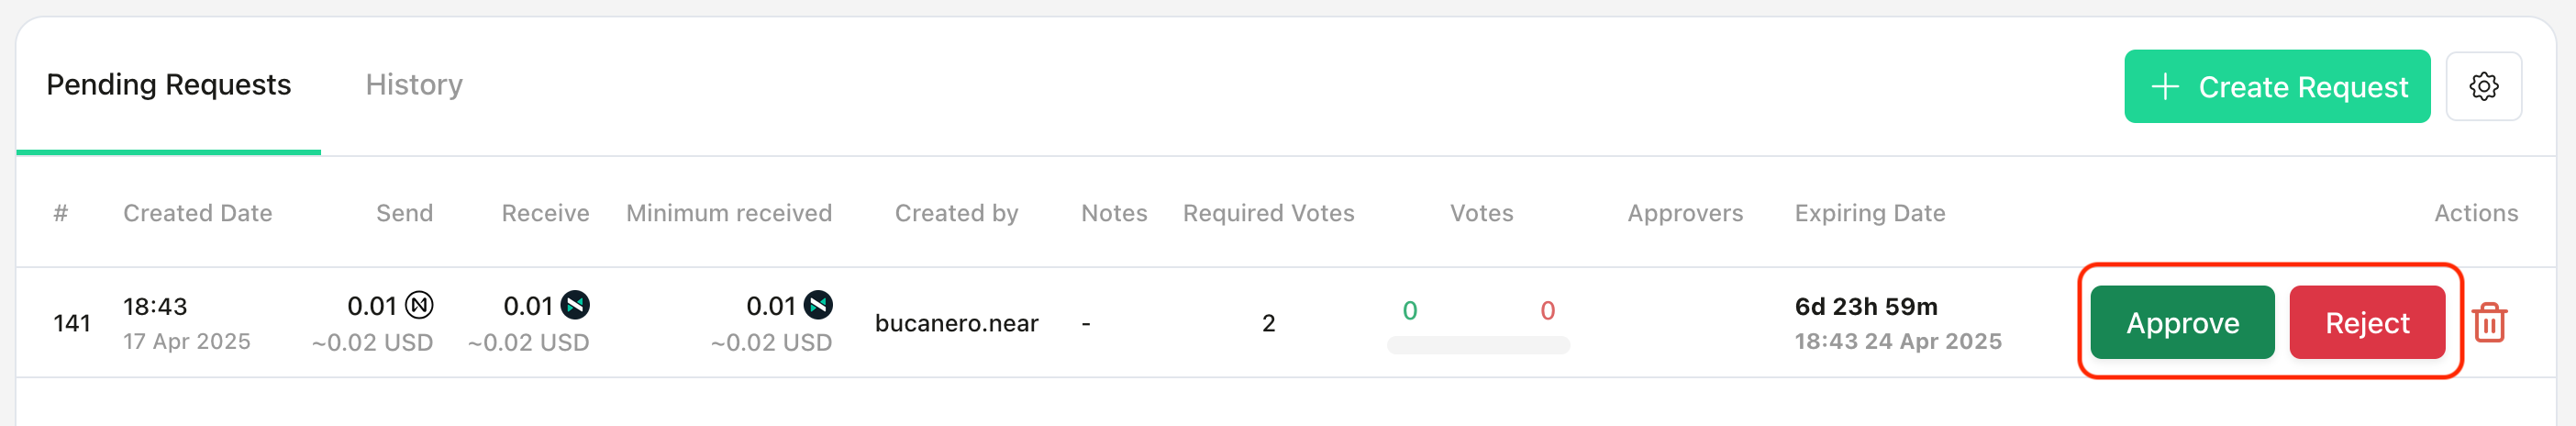 Pending Requests History Create Request
# Created Date Send Receive Minimum received Created by Notes Required Votes Votes Approvers Expiring Date Actions
141 18:43 0.01 0.01 0.01 bucanero.near - 2 0 0 6d 23h 59m Approve Reject
17 Apr 2025 ~0.02 USD ~0.02 USD ~0.02 USD 18:43 24 Apr 2025